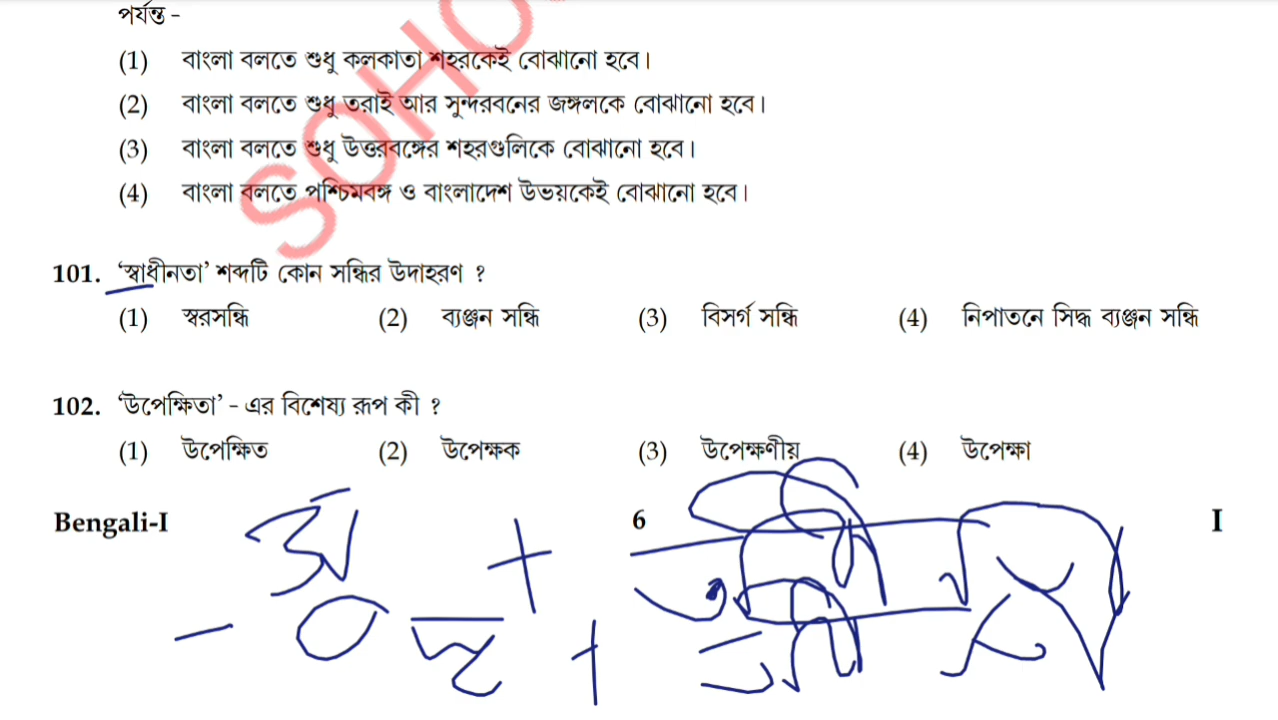 পর্যন্ত -
(1) বাংলা বলতে শুধু কলকাতা শহরকেই বোঝানো হবে।
(2) বাংলা বলতে শুধু তরাই আর সুন্দরবনের জঙ্গলকে বোঝানো হবে।
(3) বাংলা বলতে শুধু উত্তরবঙ্গের শহরগুলিকে বোঝানো হবে।
(4) বাংলা বলতে পশ্চিমবঙ্গ ও বাংলাদেশ উভয়কেই বোঝানো হবে।
101. ‘স্বাধীনতা’ শব্দটি কোন সন্ধির উদাহরণ ?
(1) স্বরসন্ধি (2) ব্যঞ্জন সন্ধি (3) বিসর্গ সন্ধি (4) নিপাতনে সিদ্ধ ব্যঞ্জন সন্ধি
102. ‘উপেক্ষিতা’ - এর বিশেষ্য রূপ কী ?
(1) উপেক্ষিত (2) উপেক্ষক (3) উপেক্ষণীয় (4) উপেক্ষা
Bengali-I 6 I